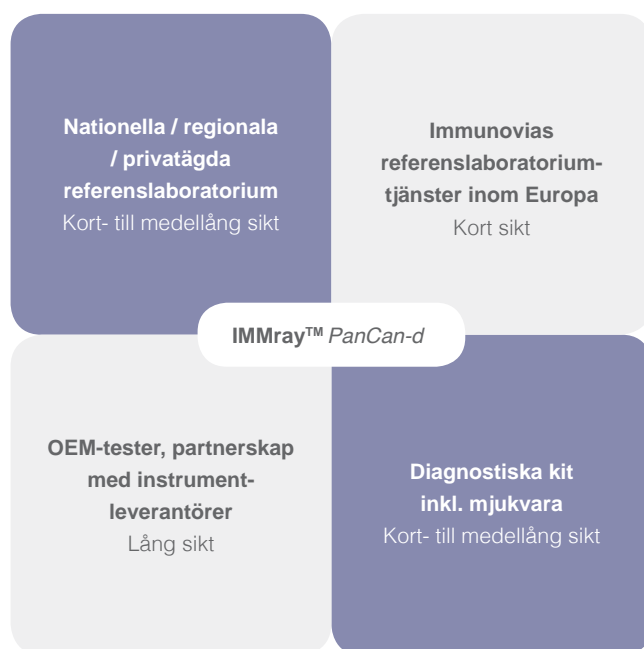 Nationella / regionala
/ privatägda
referenslaboratorium
Kort- till medellång sikt
Immunovias
referenslaboratorium-
tjänster inom Europa
Kort sikt
IMMray™ PanCan-d
OEM-tester, partnerskap
med instrument-
leverantörer
Lång sikt
Diagnostiska kit
inkl. mjukvara
Kort- till medellång sikt